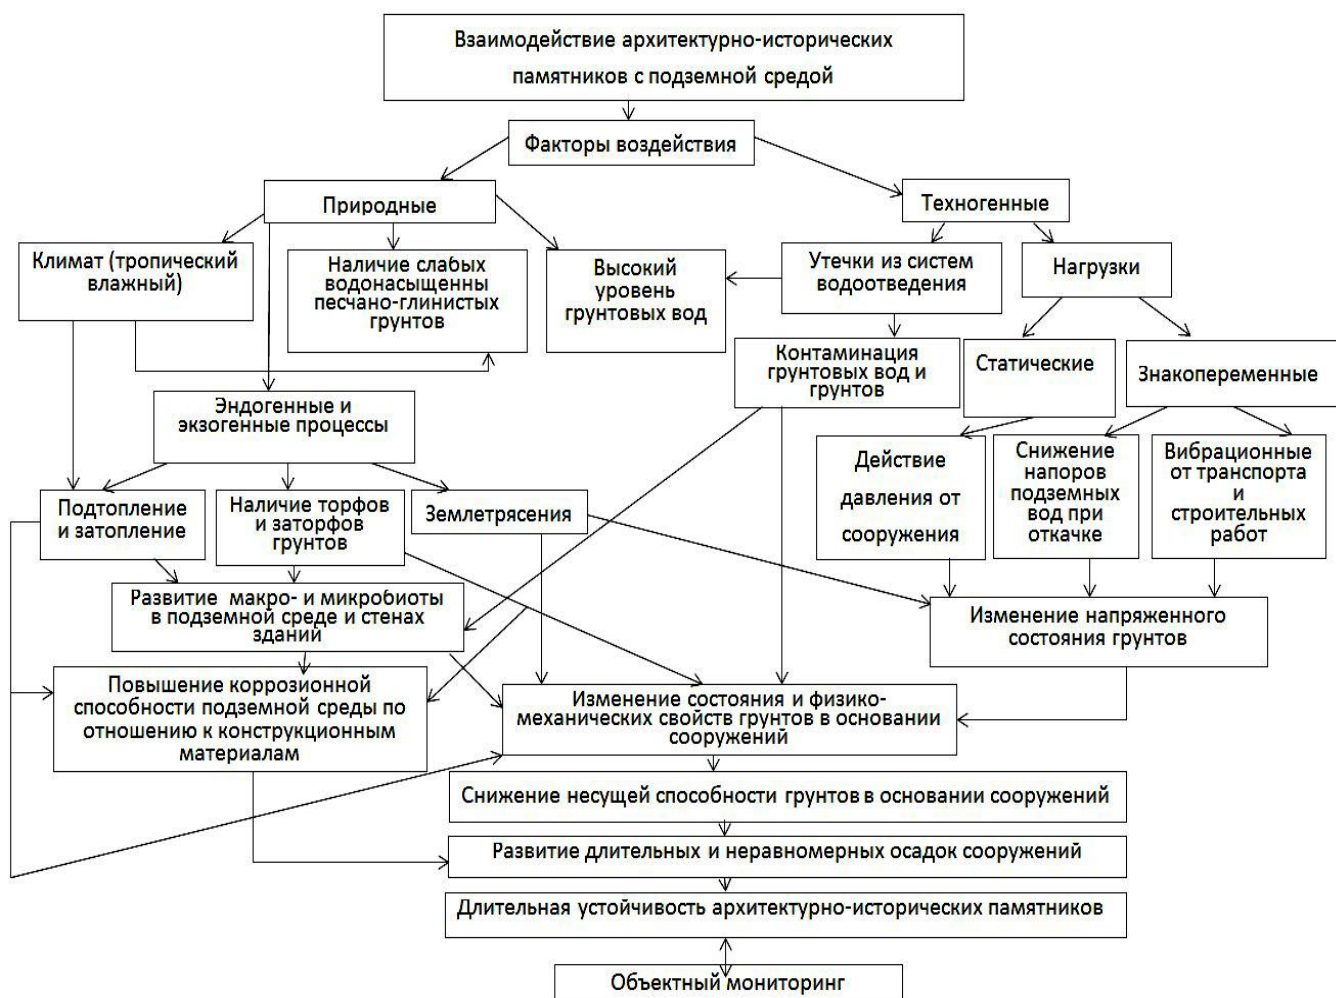 Взаимодействие архитектурно-исторических
памятников с подземной средой
Факторы воздействия
Природные
Техногенные
Климат (тропический
влажный)
Наличие слабых
водонасыщенны
песчано-глинистых
грунтов
Высокий
уровень
грунтовых вод
Утечки из систем
водоотведения
Нагрузки
Контаминация
грунтовых вод и
грунтов
Статические
Знакопеременные
Эндогенные и
экзогенные процессы
Действие
давления от
сооружения
Снижение
напоров
подземных
вод при
откачке
Вибрационные
от транспорта
и
строительных
работ
Подтопление
и затопление
Наличие торфов
и заторфов
грунтов
Землетрясения
Развитие макро- и микробиоты
в подземной среде и стенах
здании
Изменение напряженного
состояния грунтов
Повышение коррозионной
способности подземной среды по
отношению к конструкционным
материалам
Изменение состояния и физико-
механических свойств грунтов в основании
сооружений
Снижение несущей способности грунтов в основании сооружений
Развитие длительных и неравномерных осадок сооружений
Длительная устойчивость архитектурно-исторических памятников
Объектный мониторинг